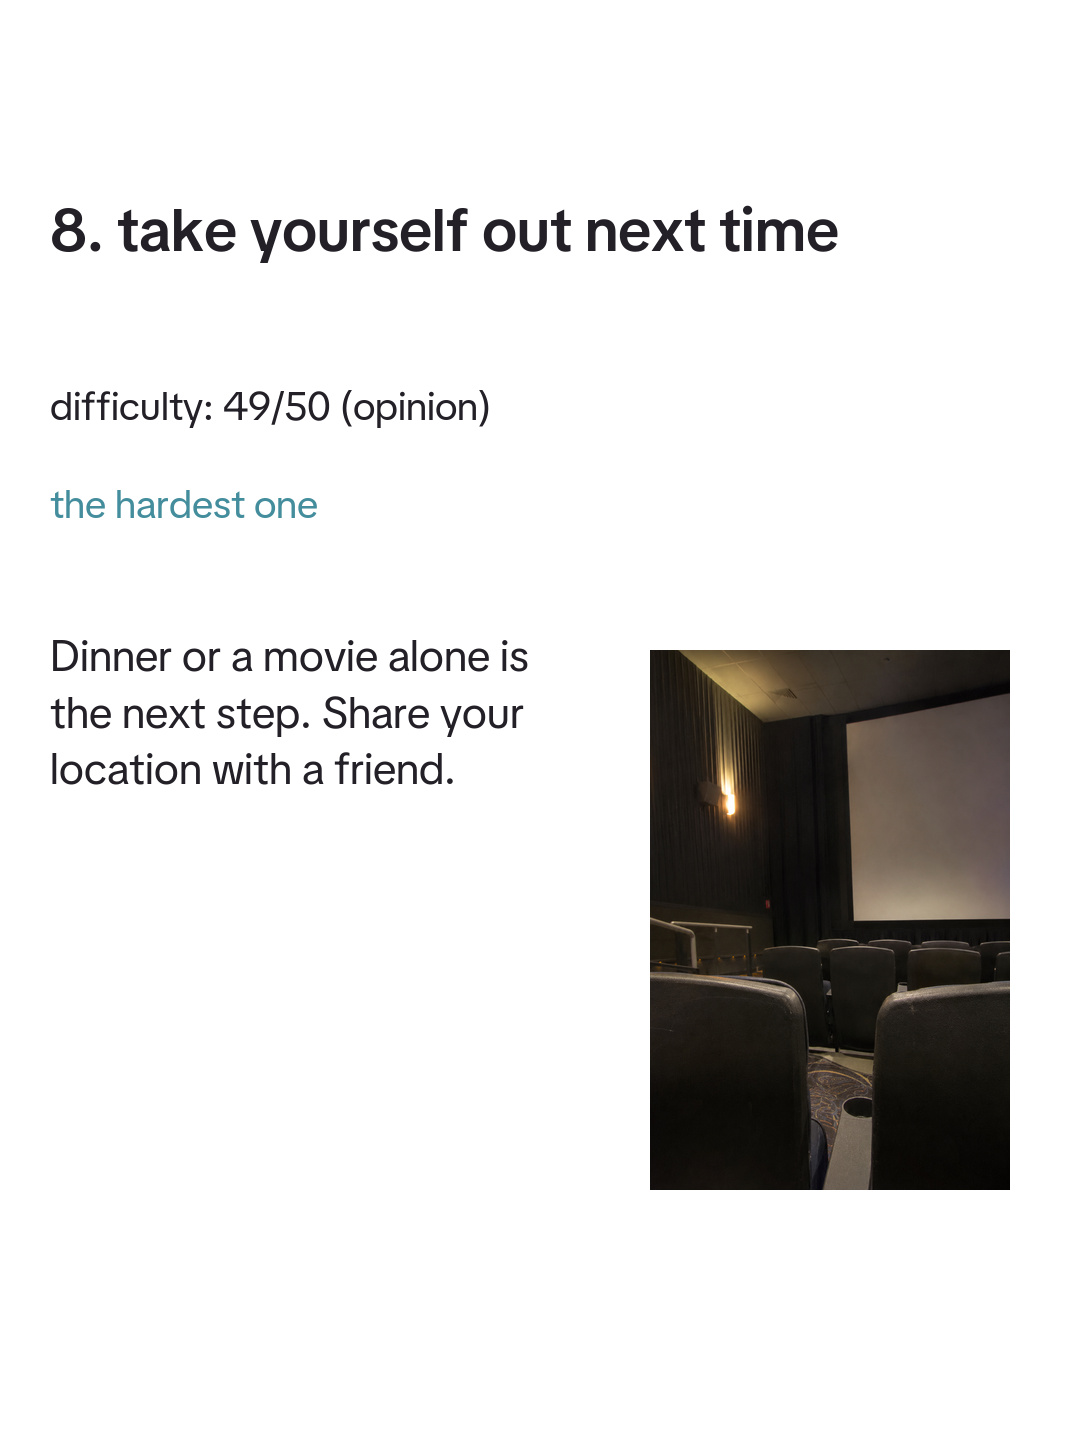 8. take yourself out next time
difficulty: 49/50 (opinion)
the hardest one
Dinner or a movie alone is
the next step. Share your
location with a friend.